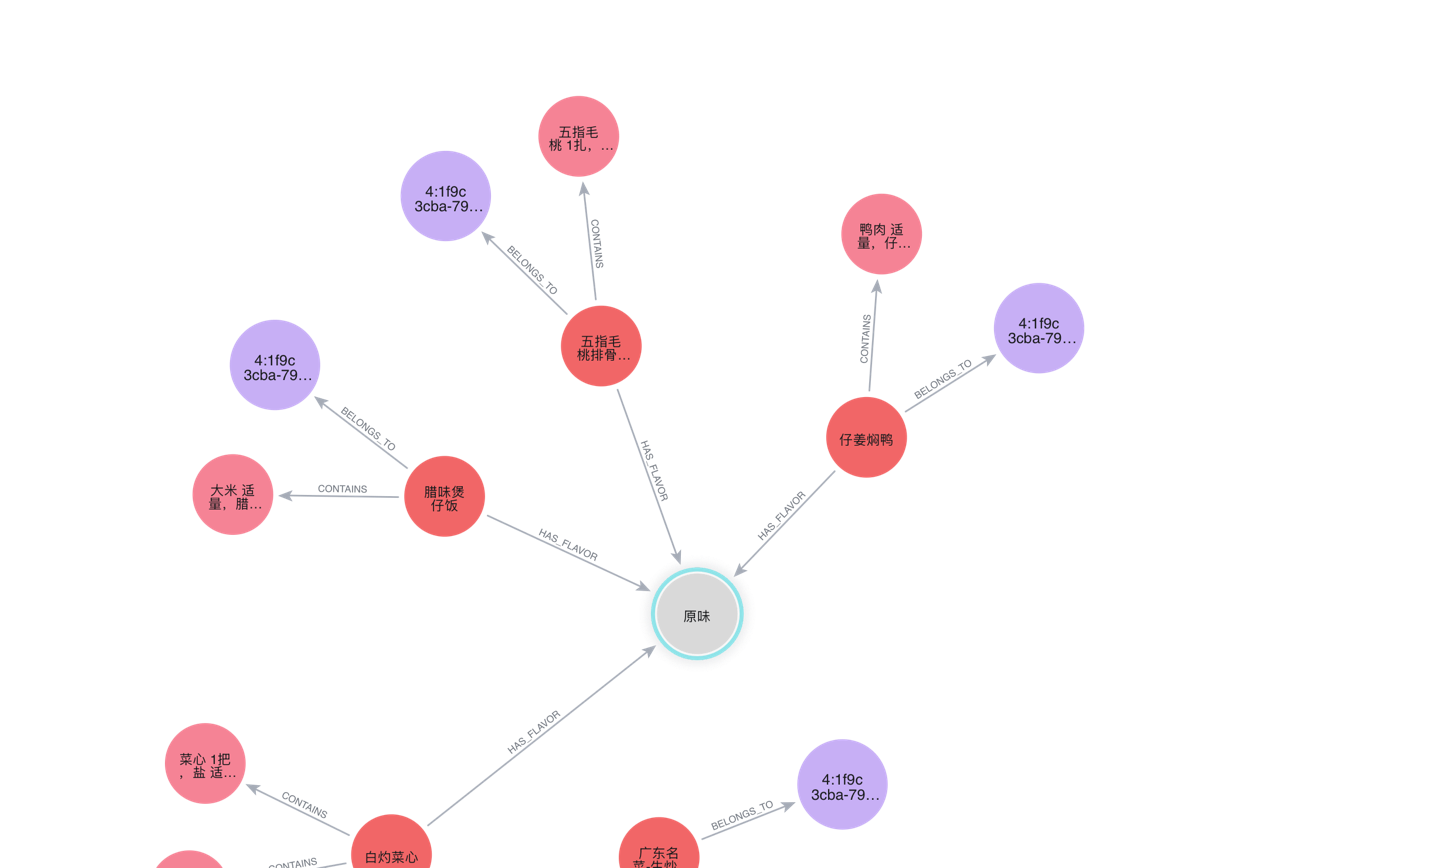 五指毛
桃 1扎，…
4:1f9c
3cba-79…
CONTAINS
BELONGS_TO
鸭肉 适
量，仔…
4:1f9c
3cba-79…
CONTAINS
BELONGS_TO
五指毛
桃排骨…
4:1f9c
3cba-79…
BELONGS_TO
仔姜焖鸭
HAS_FLAVOR
大米 适
量，腊…
CONTAINS
腊味煲
仔饭
HAS_FLAVOR
HAS_FLAVOR
原味
HAS_FLAVOR
菜心 1把
，盐 适…
CONTAINS
4:1f9c
3cba-79…
BELONGS_TO
白灼菜心
CONTAINS
广东名
菜-生炒…